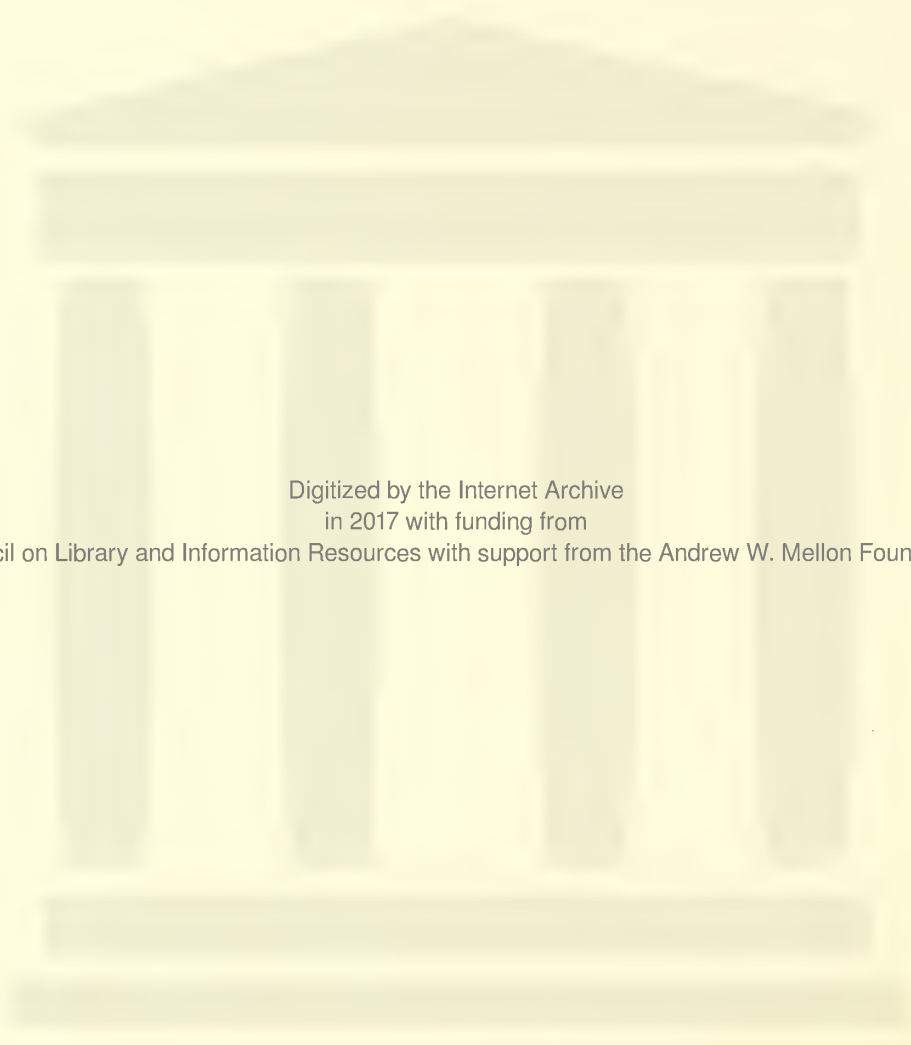 Digitized by the Internet Archive
in 2017 with funding from
cil on Library and Information Resources with support from the Andrew W. Mellon Foun